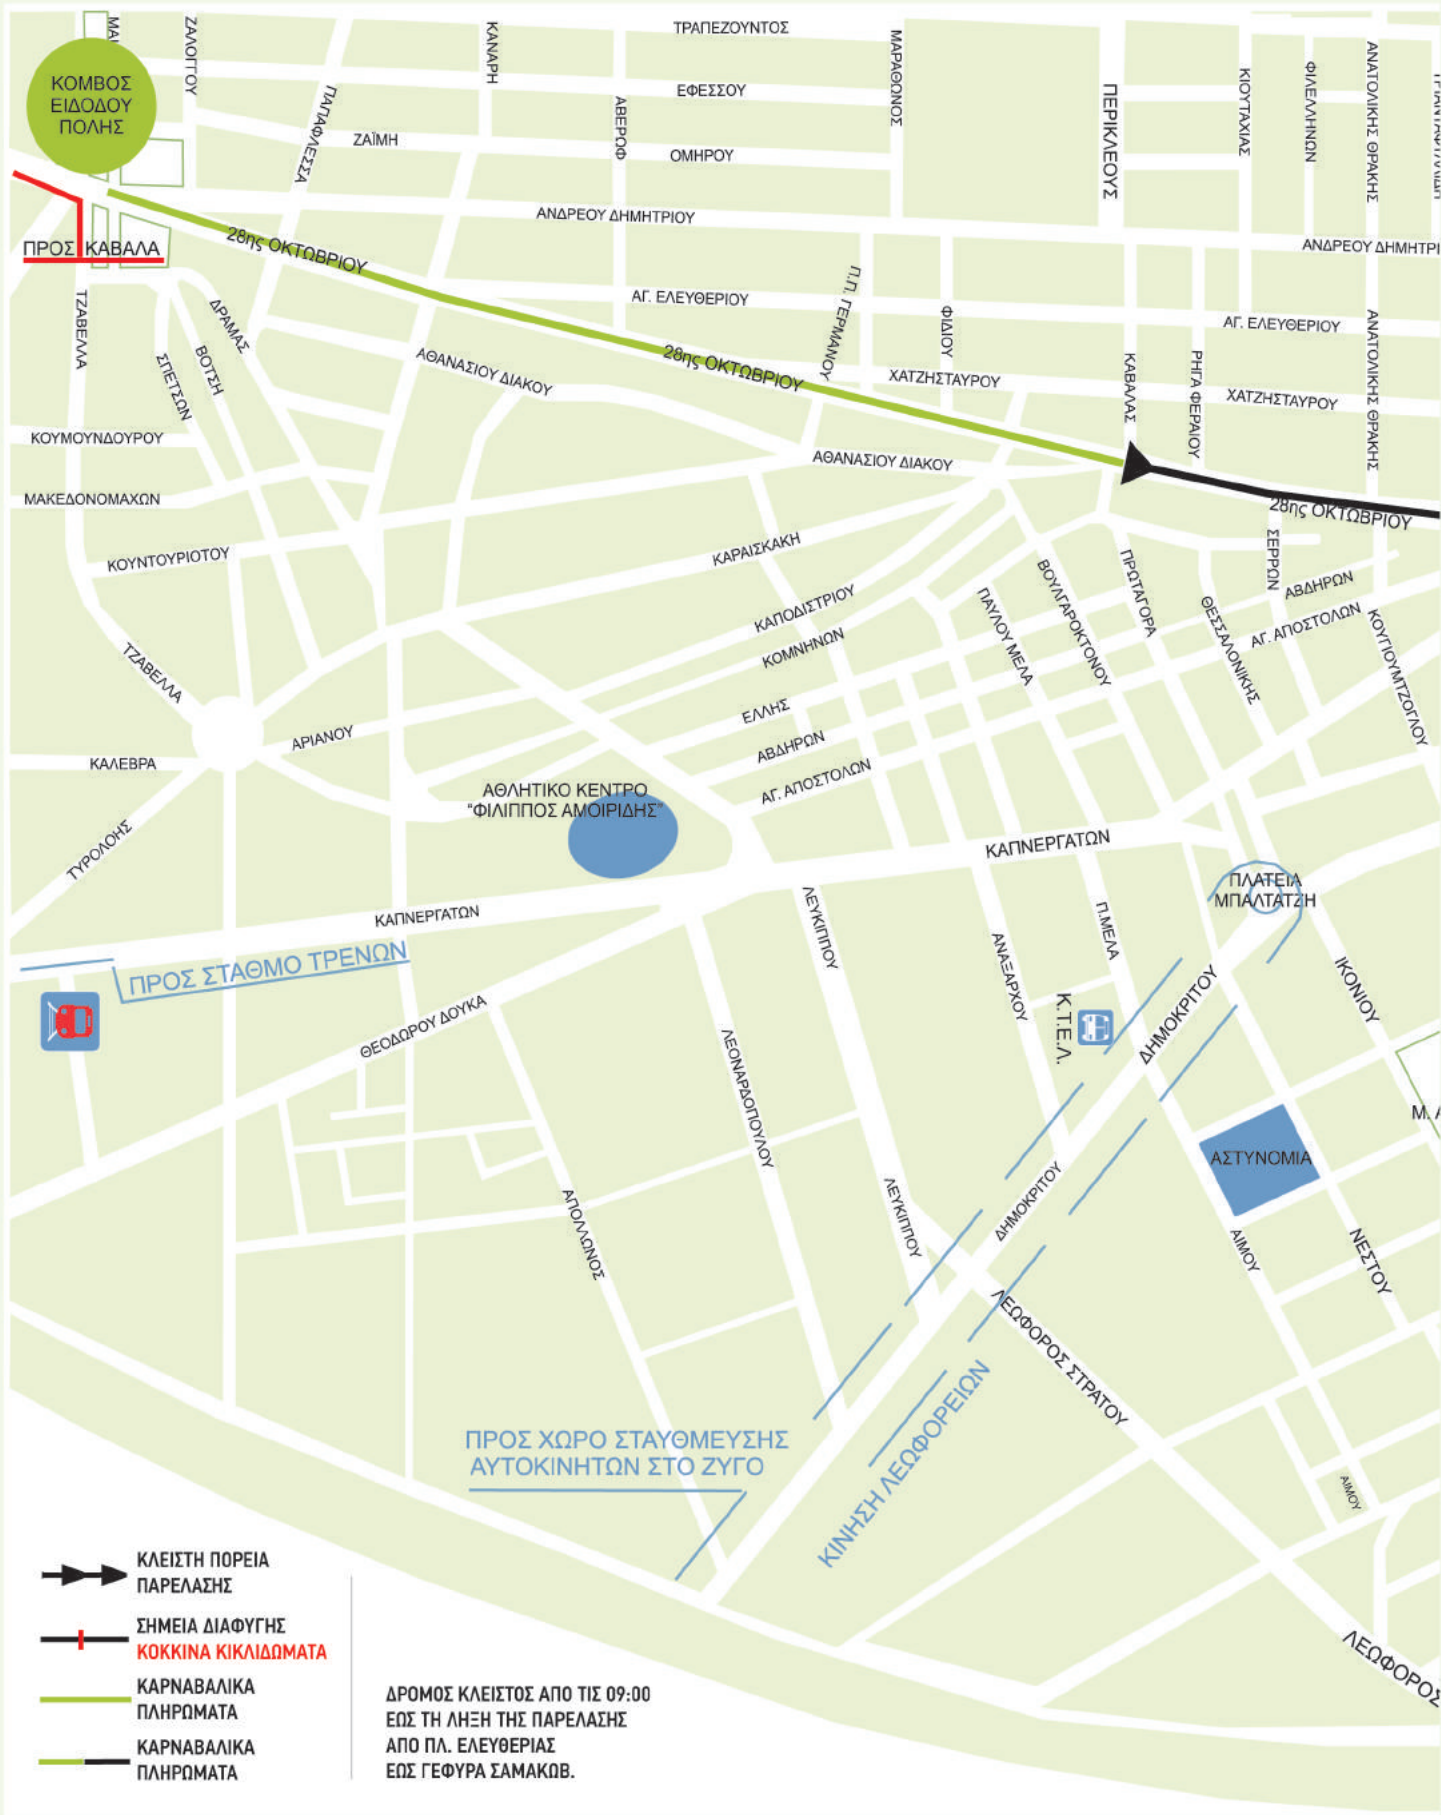 ΖΑΛΟΓΓΟΥ
ΠΑΠΑΦΛΕΣΣΑ
ΚΑΝΑΡΗ
ΤΡΑΠΕΖΟΥΝΤΟΣ
ΜΑΡΑΘΩΝΟΣ
ΠΕΡΙΚΛΕΟΥΣ
ΚΙΟΥΤΑΧΙΑΣ
ΦΙΛΕΛΛΗΝΩΝ
ΑΝΑΤΟΛΙΚΗΣ ΘΡΑΚΗΣ
ΚΟΜΒΟΣ
ΕΙΔΟΔΟΥ
ΠΟΛΗΣ
ΕΦΕΣΣΟΥ
ΑΒΕΡΩΦ
ΖΑΪΜΗ
ΟΜΗΡΟΥ
ΑΝΔΡΕΟΥ ΔΗΜΗΤΡΙΟΥ
ΑΝΔΡΕΟΥ ΔΗΜΗΤΡΙ
ΠΡΟΣ ΚΑΒΑΛΑ
28ης ΟΚΤΩΒΡΙΟΥ
ΑΓ. ΕΛΕΥΘΕΡΙΟΥ
Π.Π. ΓΕΡΜΑΝΟΥ
ΦΙΔΙΟΥ
ΑΓ. ΕΛΕΥΘΕΡΙΟΥ
ΤΖΑΒΕΛΛΑ
ΔΡΑΜΑΣ
ΣΠΕΤΣΩΝ
ΒΟΤΣΗ
ΑΘΑΝΑΣΙΟΥ ΔΙΑΚΟΥ
28ης ΟΚΤΩΒΡΙΟΥ
ΧΑΤΖΗΣΤΑΥΡΟΥ
ΚΑΒΑΛΑΣ
ΡΗΓΑ ΦΕΡΑΙΟΥ
ΧΑΤΖΗΣΤΑΥΡΟΥ
ΑΝΑΤΟΛΙΚΗΣ ΘΡΑΚΗΣ
ΚΟΥΜΟΥΝΔΟΥΡΟΥ
ΑΘΑΝΑΣΙΟΥ ΔΙΑΚΟΥ
ΜΑΚΕΔΟΝΟΜΑΧΩΝ
28ης ΟΚΤΩΒΡΙΟΥ
ΚΟΥΝΤΟΥΡΙΟΤΟΥ
ΚΑΡΑΙΣΚΑΚΗ
ΣΕΡΡΩΝ
ΑΒΔΗΡΩΝ
ΚΑΠΟΔΙΣΤΡΙΟΥ
ΠΑΥΛΟΥ ΜΕΛΑ
ΒΟΥΛΓΑΡΟΚΤΟΝΟΥ
ΠΡΩΤΑΓΟΡΑ
ΘΕΣΣΑΛΟΝΙΚΗΣ
ΑΓ. ΑΠΟΣΤΟΛΩΝ
ΚΟΥΓΙΟΥΜΤΖΟΓΛΟΥ
ΤΖΑΒΕΛΛΑ
ΚΟΜΝΗΝΩΝ
ΕΛΛΗΣ
ΑΡΙΑΝΟΥ
ΑΒΔΗΡΩΝ
ΚΑΛΕΒΡΑ
ΑΓ. ΑΠΟΣΤΟΛΩΝ
ΑΘΛΗΤΙΚΟ ΚΕΝΤΡΟ
“ΦΙΛΙΠΠΟΣ ΑΜΟΙΡΙΔΗΣ”
ΤΥΡΟΛΟΗΣ
ΚΑΠΝΕΡΓΑΤΩΝ
ΠΛΑΤΕΙΑ
ΜΠΑΛΤΑΤΖΗ
ΚΑΠΝΕΡΓΑΤΩΝ
ΛΕΥΚΙΠΠΟΥ
ΑΝΑΞΑΡΧΟΥ
Π.ΜΕΛΑ
ΙΚΟΝΙΟΥ
ΠΡΟΣ ΣΤΑΘΜΟ ΤΡΕΝΩΝ
Κ.Τ.Ε.Λ.
ΔΗΜΟΚΡΙΤΟΥ
ΘΕΟΔΩΡΟΥ ΔΟΥΚΑ
ΛΕΟΝΑΡΔΟΠΟΥΛΟΥ
Μ. Α
ΑΣΤΥΝΟΜΙΑ
ΑΠΟΛΛΩΝΟΣ
ΛΕΥΚΙΠΠΟΥ
ΔΗΜΟΚΡΙΤΟΥ
ΑΙΜΟΥ
ΝΕΣΤΟΥ
ΛΕΩΦΟΡΟΣ ΣΤΡΑΤΟΥ
ΠΡΟΣ ΧΩΡΟ ΣΤΑΥΘΜΕΥΣΗΣ
ΑΥΤΟΚΙΝΗΤΩΝ ΣΤΟ ΖΥΓΟ
ΚΙΝΗΣΗ ΛΕΩΦΟΡΕΙΩΝ
ΑΙΜΟΥ
ΛΕΩΦΟΡΟΣ
ΚΛΕΙΣΤΗ ΠΟΡΕΙΑ
ΠΑΡΕΛΑΣΗΣ
ΣΗΜΕΙΑ ΔΙΑΦΥΓΗΣ
ΚΟΚΚΙΝΑ ΚΙΚΛΙΔΩΜΑΤΑ
ΚΑΡΝΑΒΑΛΙΚΑ
ΠΛΗΡΩΜΑΤΑ
ΚΑΡΝΑΒΑΛΙΚΑ
ΠΛΗΡΩΜΑΤΑ
ΔΡΟΜΟΣ ΚΛΕΙΣΤΟΣ ΑΠΟ ΤΙΣ 09:00
ΕΩΣ ΤΗ ΛΗΞΗ ΤΗΣ ΠΑΡΕΛΑΣΗΣ
ΑΠΟ ΠΛ. ΕΛΕΥΘΕΡΙΑΣ
ΕΩΣ ΓΕΦΥΡΑ ΣΑΜΑΚΩΒ.